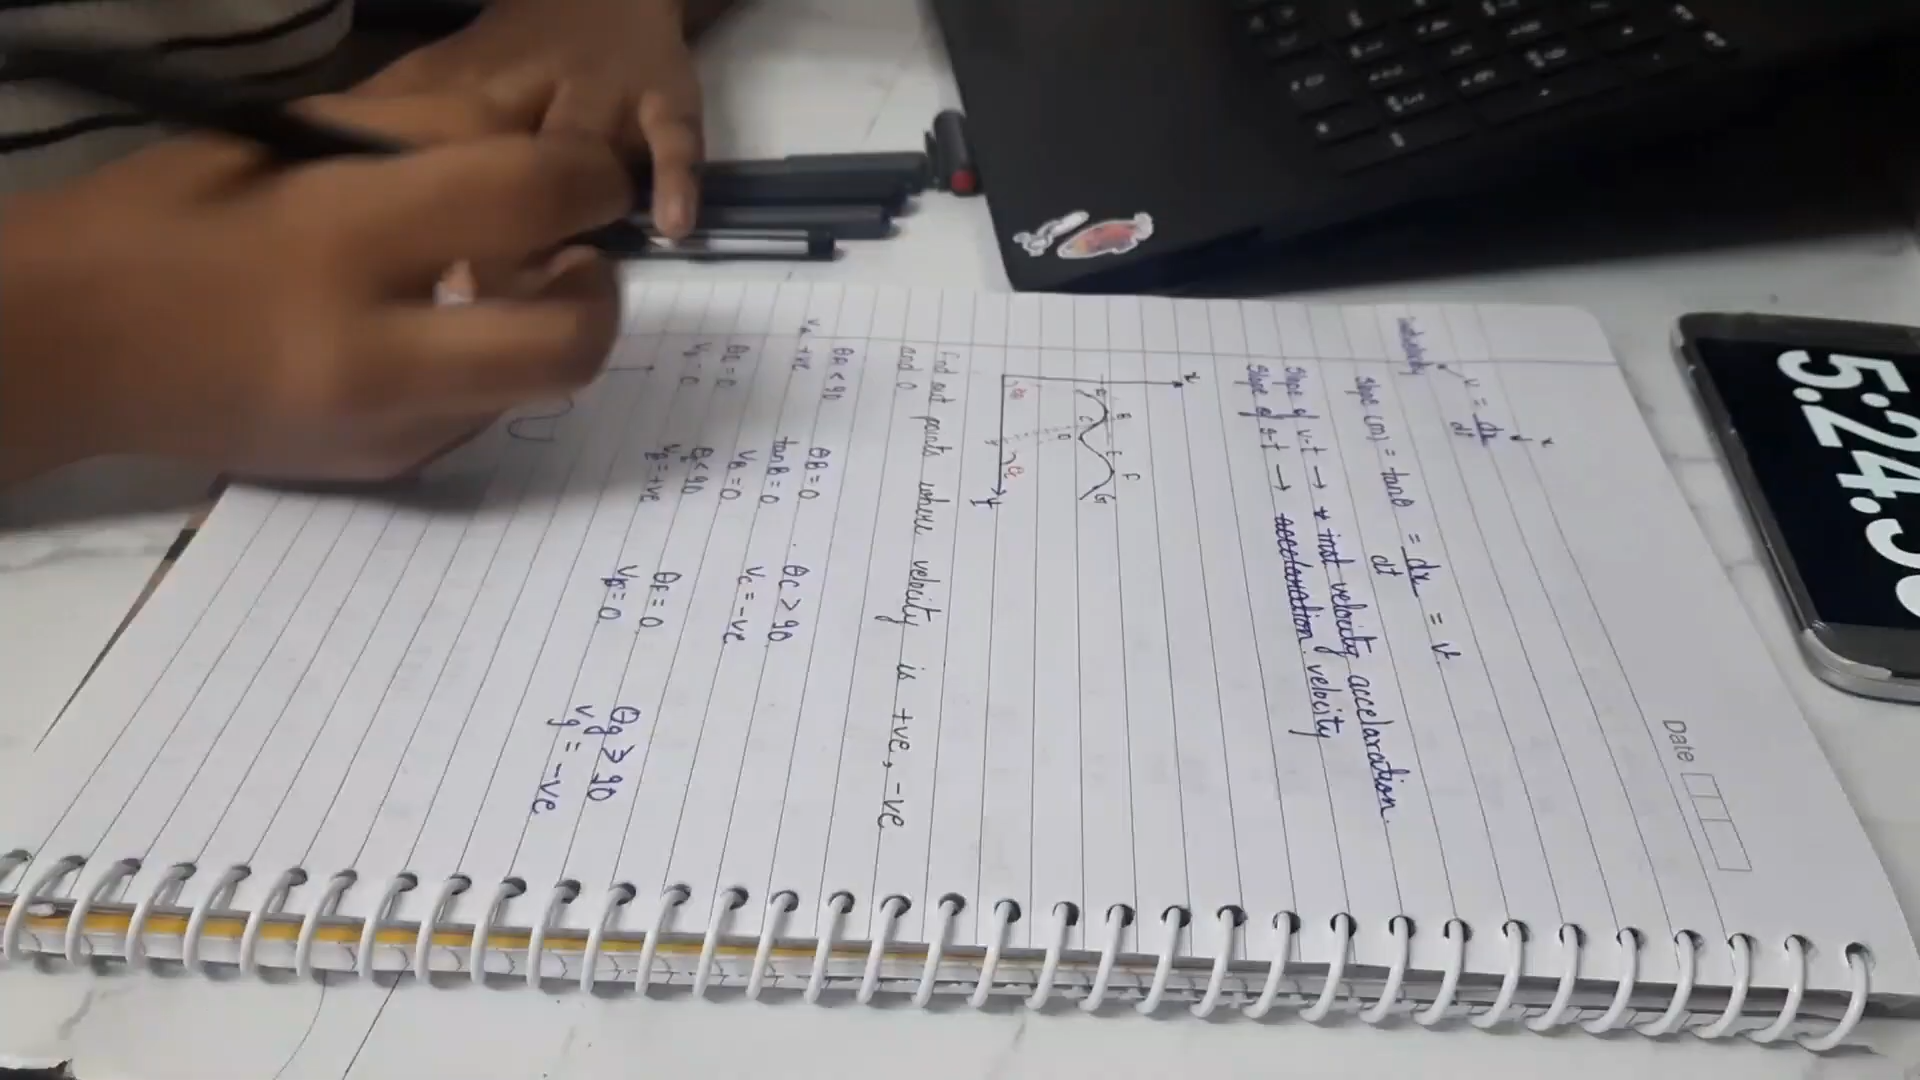 Date
x
v = dx
dt
Slope (m) = tanθ = dx = v
dt
Slope of v-t → inst velocity accelaration.
Slope of s-t → accelaration. velocity
x
B
E
F
C
D
G
t
Find out points where velocity is +ve, -ve
and 0
θA < 90
θB = 0
θC > 90
VA +ve
tanθ = 0
VC = -ve
VB = 0
θD = 0
VD = 0
θE < 90
VE = +ve
θF = 0
VF = 0
θg > 90
Vg = -ve
5:24